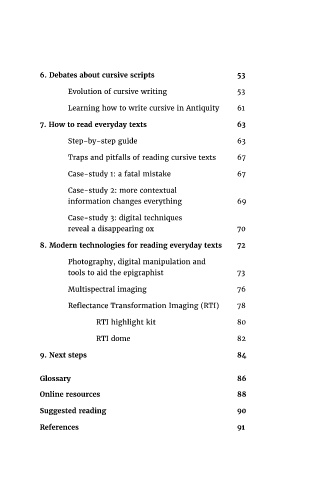 6. Debates about cursive scripts 53
Evolution of cursive writing 53
Learning how to write cursive in Antiquity 61
7. How to read everyday texts 63
Step-by-step guide 63
Traps and pitfalls of reading cursive texts 67
Case-study 1: a fatal mistake 67
Case-study 2: more contextual
information changes everything 69
Case-study 3: digital techniques
reveal a disappearing ox 70
8. Modern technologies for reading everyday texts 72
Photography, digital manipulation and
tools to aid the epigraphist 73
Multispectral imaging 76
Reflectance Transformation Imaging (RTI) 78
RTI highlight kit 80
RTI dome 82
9. Next steps 84
Glossary 86
Online resources 88
Suggested reading 90
References 91